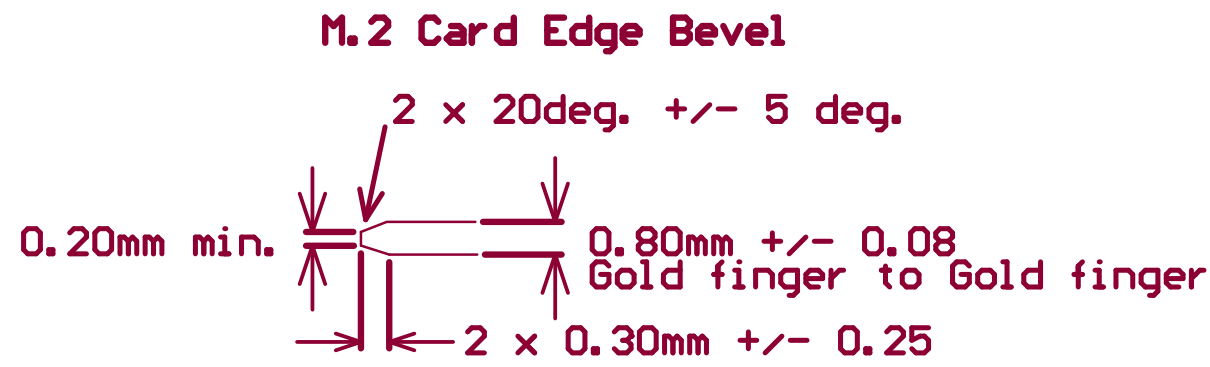 M.2 Card Edge Bevel
2 x 20deg. +/- 5 deg.
0.20mm min.
0.80mm +/- 0.08
Gold finger to Gold finger
2 x 0.30mm +/- 0.25